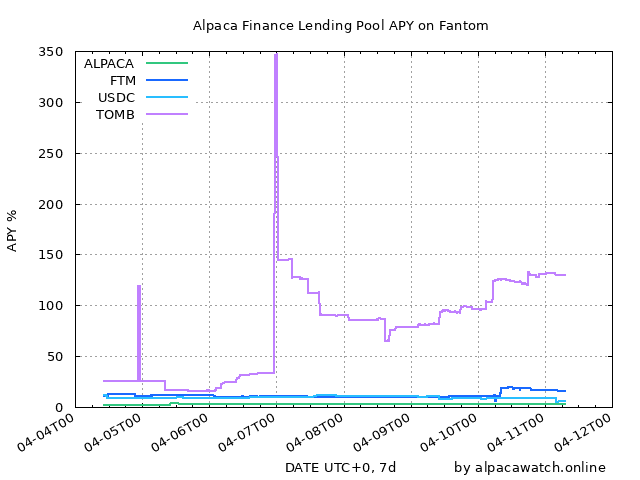 Alpaca Finance Lending Pool APY on Fantom
350
300
250
200
150
100
50
0
APY %
ALPACA
FTM
USDC
TOMB
04-04T00
04-05T00
04-06T00
04-07T00
04-08T00
04-09T00
04-10T00
04-11T00
04-12T00
DATE UTC+0, 7d
by alpacawatch.online